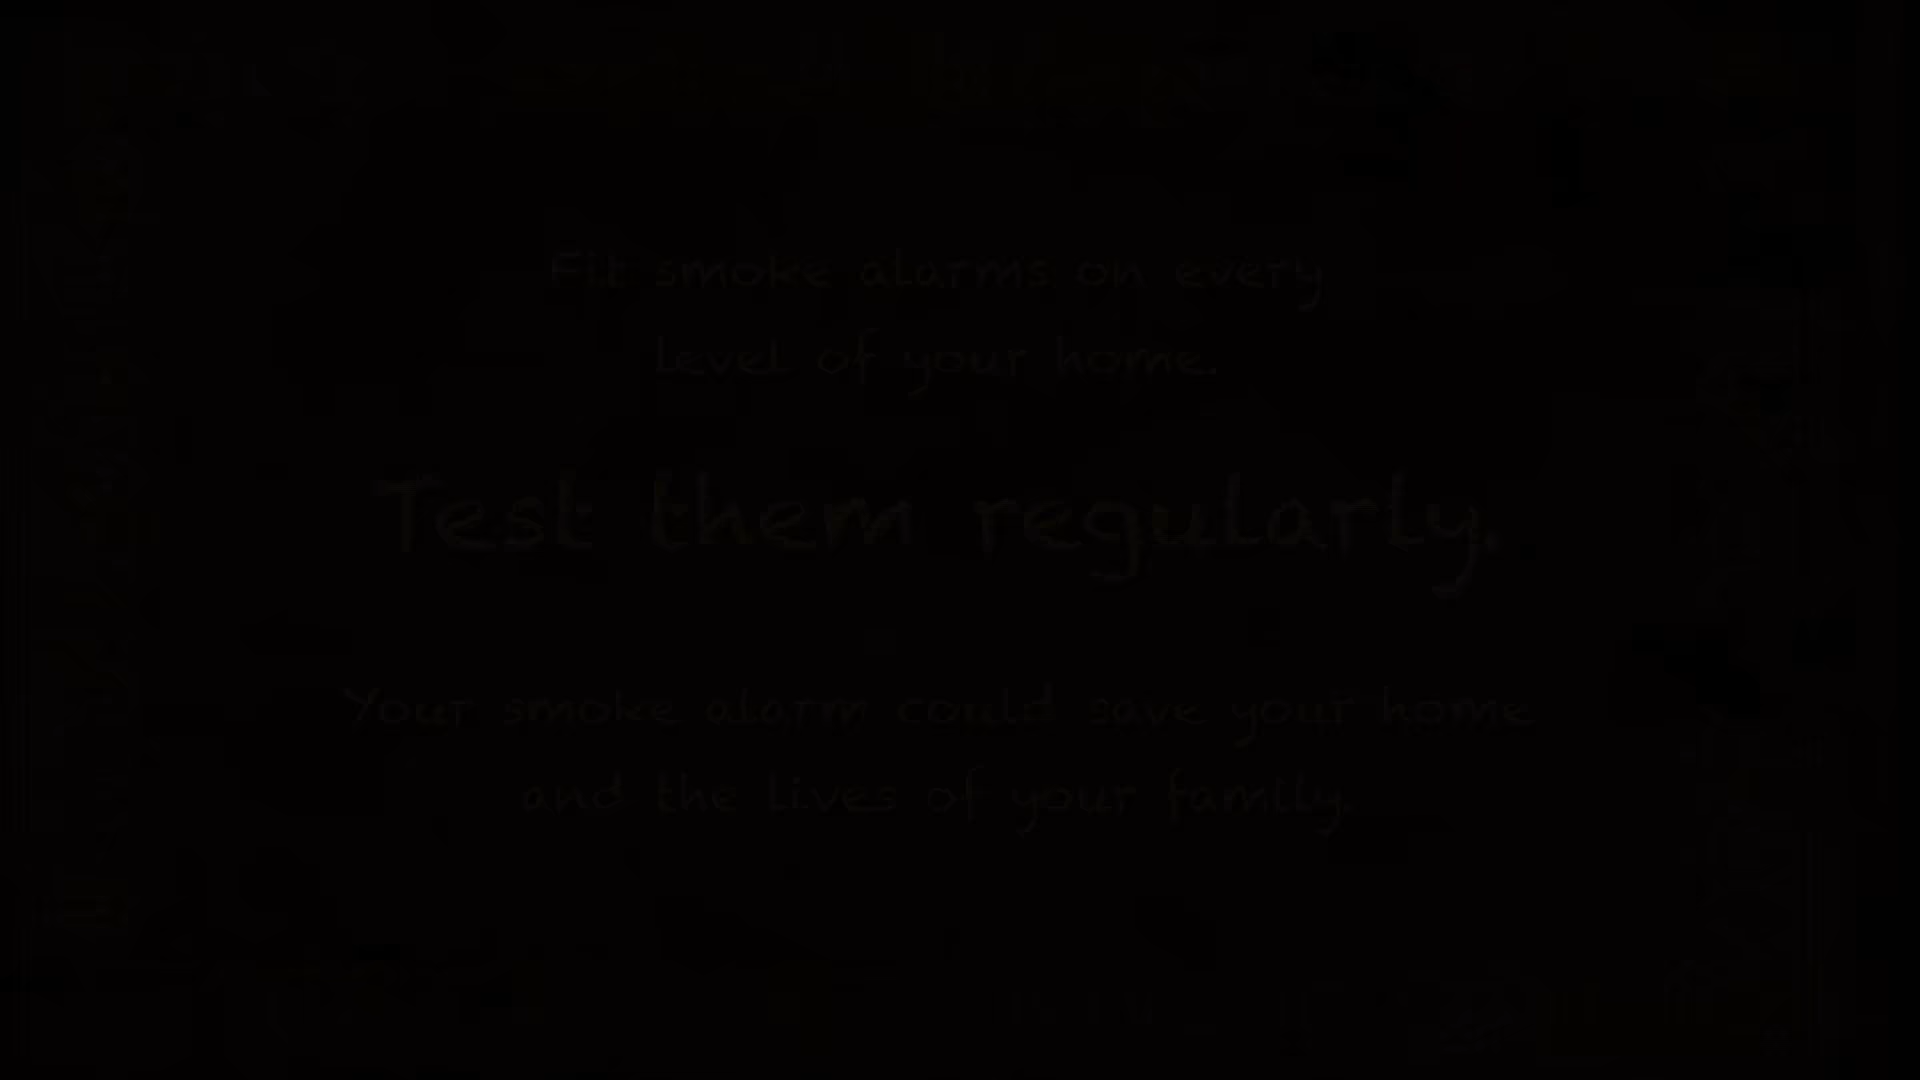 Fit smoke alarms on every
level of your home.
Test them regularly.
Your smoke alarm could save your home
and the lives of your family.